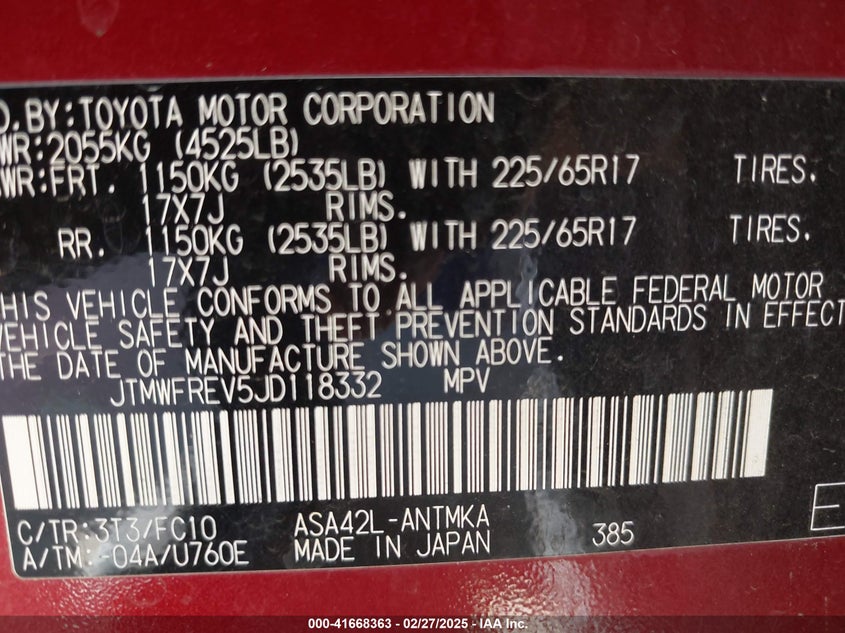 D.BY:TOYOTA MOTOR CORPORATION
WR:2055KG (4525LB)
WR:FRT. 1150KG (2535LB) WITH 225/65R17 TIRES.
17X7J RIMS.
RR. 1150KG (2535LB) WITH 225/65R17 TIRES.
17X7J RIMS.
HIS VEHICLE CONFORMS TO ALL APPLICABLE FEDERAL MOTOR
VEHICLE SAFETY AND THEFT PREVENTION STANDARDS IN EFFECT
THE DATE OF MANUFACTURE SHOWN ABOVE.
JTMWFREV5JD118332 MPV
C/TR:3T3/FC10 ASA42L-ANTMKA
A/TM:-04A/U760E MADE IN JAPAN 385
E
000-41668363 - 02/27/2025 - IAA Inc.